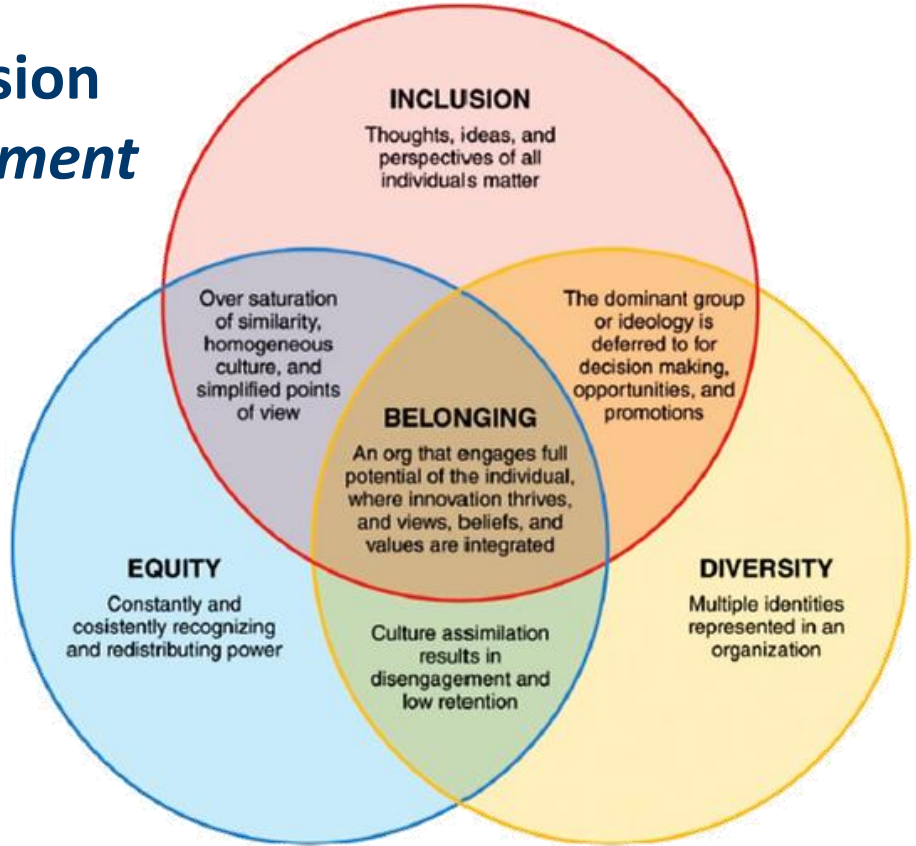 sion
ment
INCLUSION
Thoughts, ideas, and
perspectives of all
individuals matter
Over saturation
of similarity,
homogeneous
culture, and
simplified points
of view
The dominant group
or ideology is
deferred to for
decision making,
opportunities, and
promotions
BELONGING
An org that engages full
potential of the individual,
where innovation thrives,
and views, beliefs, and
values are integrated
EQUITY
Constantly and
cosistently recognizing
and redistributing power
DIVERSITY
Multiple identities
represented in an
organization
Culture assimilation
results in
disengagement and
low retention